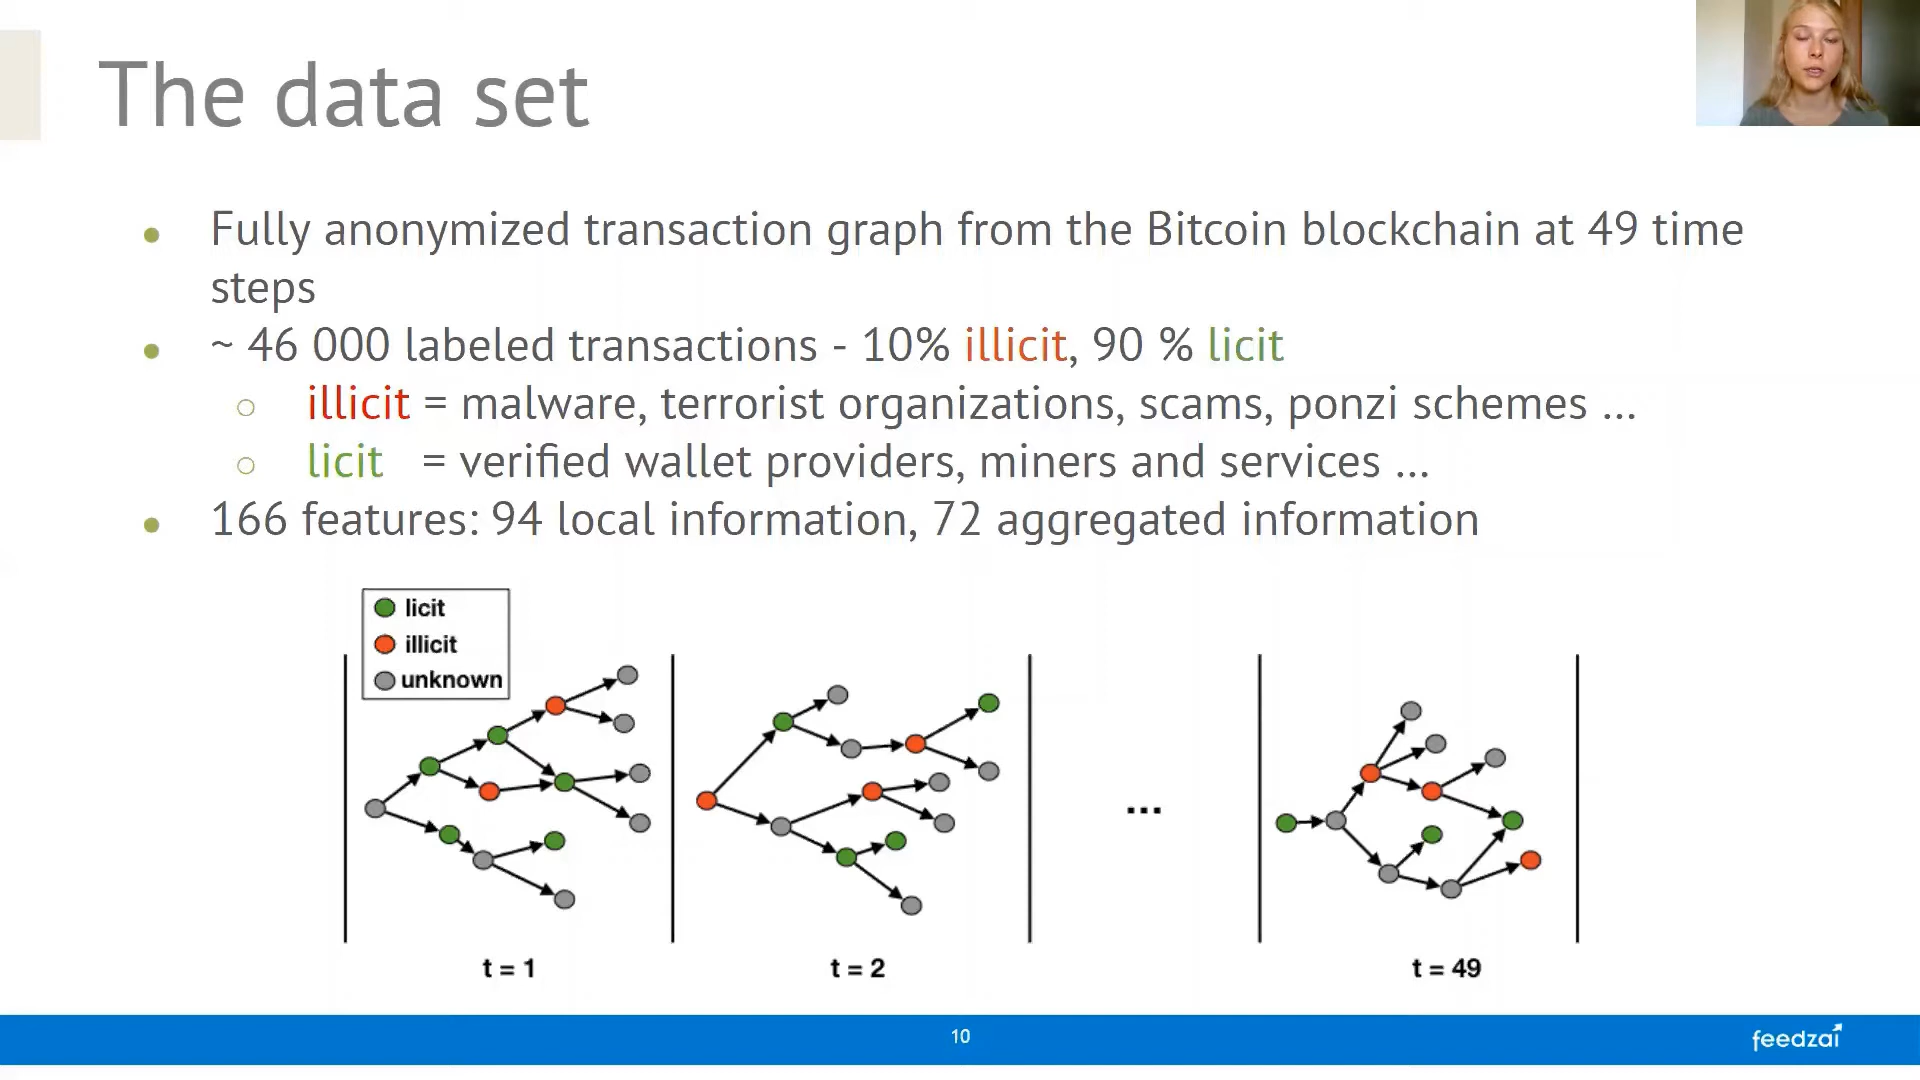 The data set
Fully anonymized transaction graph from the Bitcoin blockchain at 49 time
steps
~ 46 000 labeled transactions - 10% illicit, 90 % licit
illicit = malware, terrorist organizations, scams, ponzi schemes ...
licit = verified wallet providers, miners and services ...
166 features: 94 local information, 72 aggregated information
licit
illicit
unknown
...
t = 1
t = 2
t = 49
10
feedzai